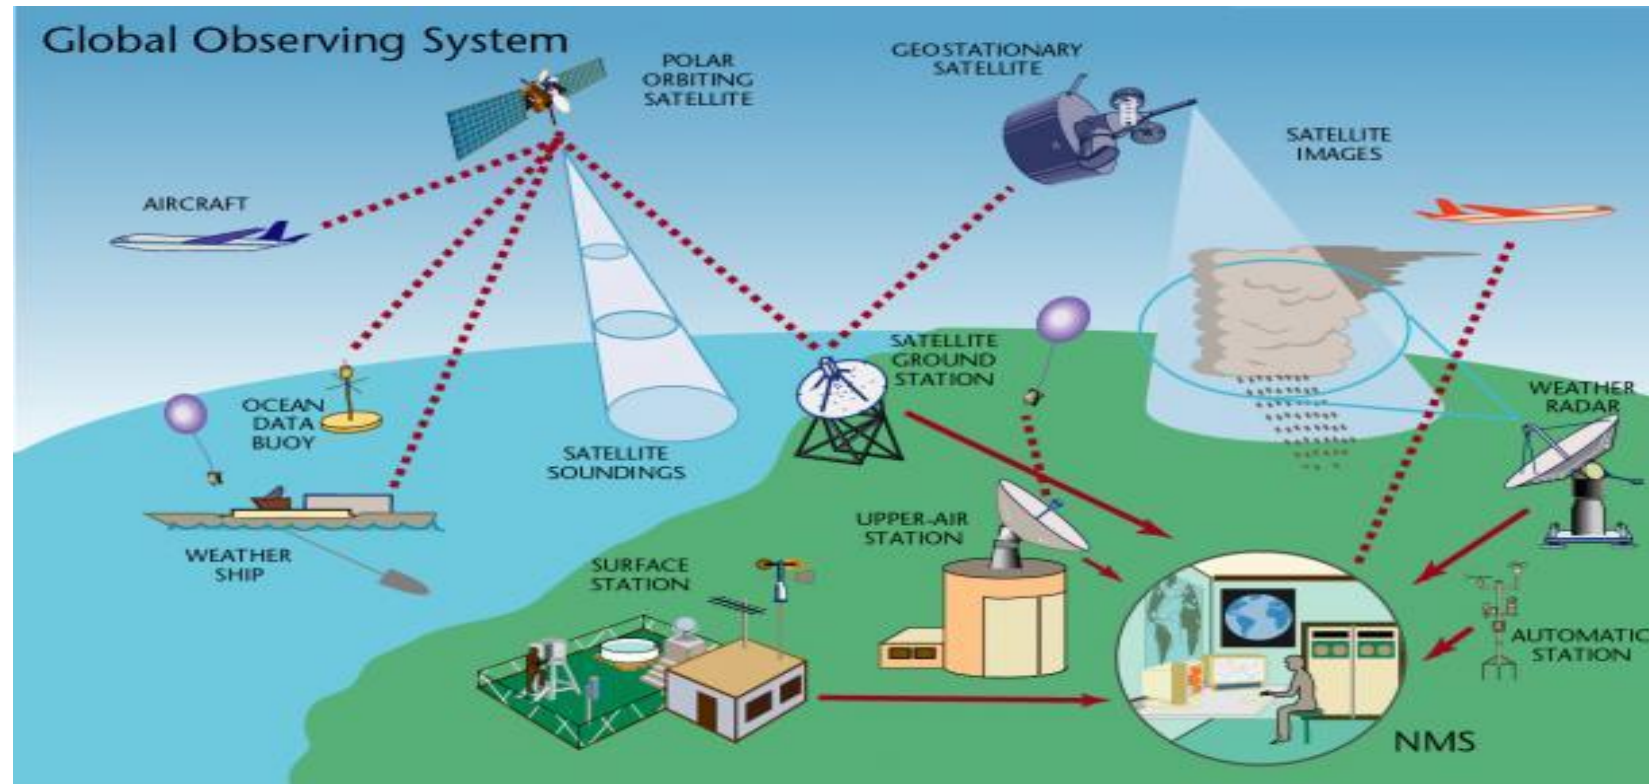 Global Observing System
POLAR
ORBITING
SATELLITE
GEOSTATIONARY
SATELLITE
SATELLITE
IMAGES
AIRCRAFT
SATELLITE
GROUND
STATION
WEATHER
RADAR
OCEAN
DATA
BUOY
SATELLITE
SOUNDINGS
UPPER-AIR
STATION
WEATHER
SHIP
SURFACE
STATION
AUTOMATIC
STATION
NMS